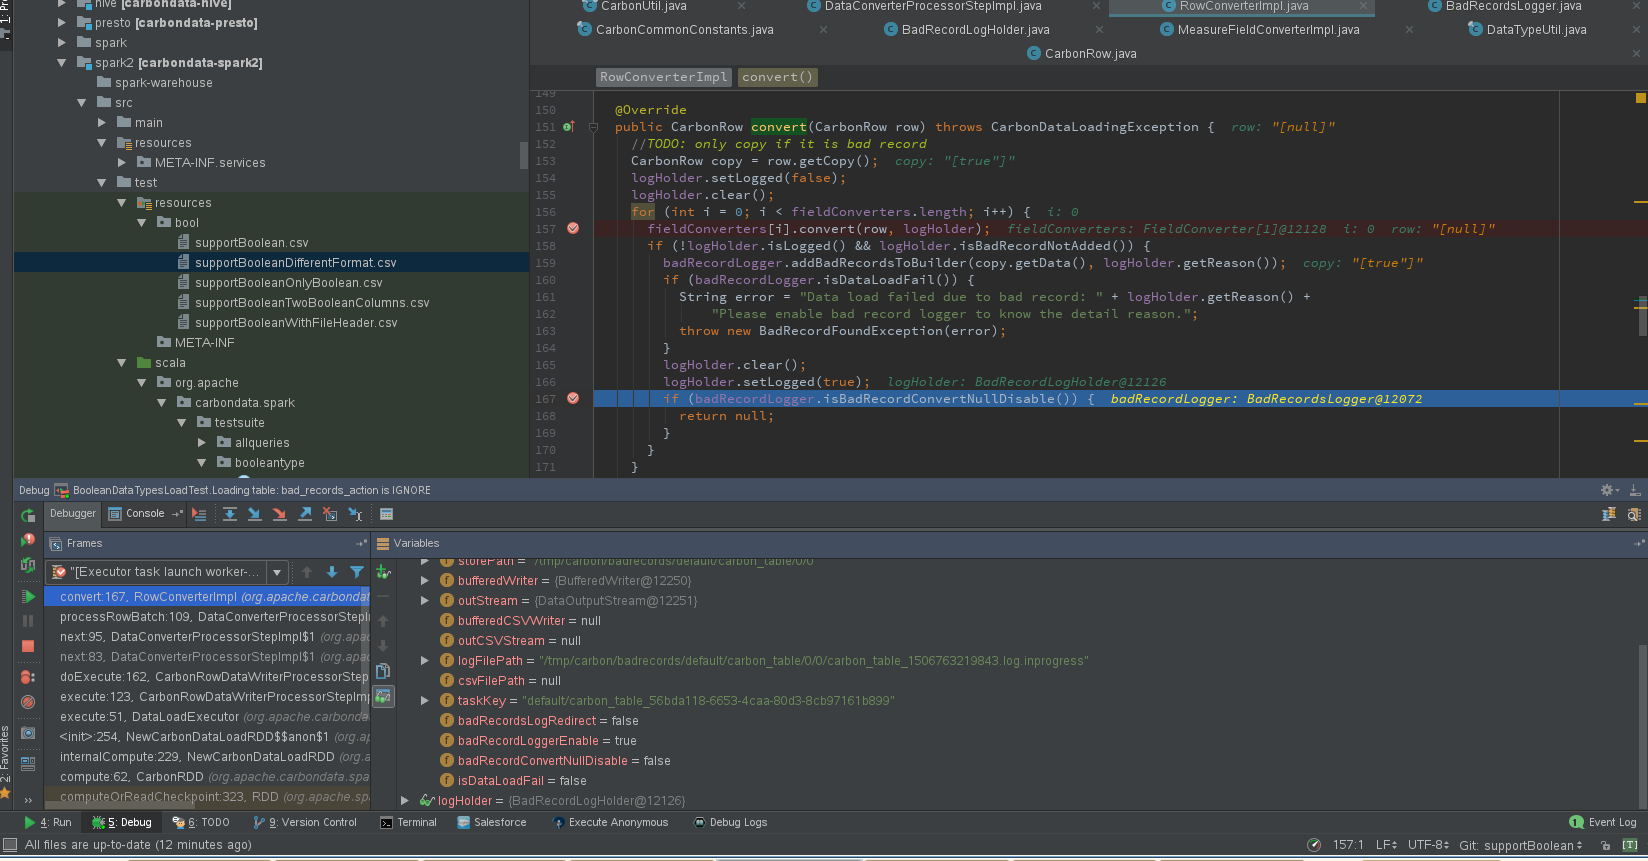 hive [carbondata-hive]
presto [carbondata-presto]
spark
spark2 [carbondata-spark2]
spark-warehouse
src
main
resources
META-INF.services
test
resources
bool
supportBoolean.csv
supportBooleanDifferentFormat.csv
supportBooleanOnlyBoolean.csv
supportBooleanTwoBooleanColumns.csv
supportBooleanWithFileHeader.csv
META-INF
scala
org.apache
carbondata.spark
testsuite
allqueries
booleantype
CarbonUtil.java
DataConverterProcessorStepImpl.java
RowConverterImpl.java
BadRecordsLogger.java
CarbonCommonConstants.java
BadRecordLogHolder.java
MeasureFieldConverterImpl.java
DataTypeUtil.java
CarbonRow.java
RowConverterImpl convert()
149
150 @Override
151 public CarbonRow convert(CarbonRow row) throws CarbonDataLoadingException { row: "[null]"
152 //TODO: only copy if it is bad record
153 CarbonRow copy = row.getCopy(); copy: "[true"]"
154 logHolder.setLogged(false);
155 logHolder.clear();
156 for (int i = 0; i < fieldConverters.length; i++) { i: 0
157 fieldConverters[i].convert(row, logHolder); fieldConverters: FieldConverter[1]@12128 i: 0 row: "[null]"
158 if (!logHolder.isLogged() && logHolder.isBadRecordNotAdded()) {
159 badRecordLogger.addBadRecordsToBuilder(copy.getData(), logHolder.getReason()); copy: "[true"]"
160 if (badRecordLogger.isDataLoadFail()) {
161 String error = "Data load failed due to bad record: " + logHolder.getReason() +
162 "Please enable bad record logger to know the detail reason.";
163 throw new BadRecordFoundException(error);
164 }
165 logHolder.clear();
166 logHolder.setLogged(true); logHolder: BadRecordLogHolder@12126
167 if (badRecordLogger.isBadRecordConvertNullDisable()) { badRecordLogger: BadRecordsLogger@12072
168 return null;
169 }
170 }
171 }
Debug BooleanDataTypesLoadTest.Loading table: bad_records_action is IGNORE
Debugger Console
Frames
"[Executor task launch worker-...
convert:167, RowConverterImpl (org.apache.carbondat
processRowBatch:109, DataConverterProcessorStepI
next:95, DataConverterProcessorStepImpl$1 (org.apac
next:83, DataConverterProcessorStepImpl$1 (org.apac
doExecute:162, CarbonRowDataWriterProcessorStepI
execute:123, CarbonRowDataWriterProcessorStepImp
execute:51, DataLoadExecutor (org.apache.carbonda
<init>:254, NewCarbonDataLoadRDD$$anon$1 (org.ap
internalCompute:229, NewCarbonDataLoadRDD (org.a
compute:62, CarbonRDD (org.apache.carbondata.spa
computeOrReadCheckpoint:323, RDD (org.apache.sp
Variables
storePath = "/tmp/carbon/badrecords/default/carbon_table/0/0"
bufferedWriter = {BufferedWriter@12250}
outStream = {DataOutputStream@12251}
bufferedCSVWriter = null
outCSVStream = null
logFilePath = "/tmp/carbon/badrecords/default/carbon_table/0/0/carbon_table_1506763219843.log.inprogress"
csvFilePath = null
taskKey = "default/carbon_table_56bda118-6653-4caa-80d3-8cb97161b899"
badRecordsLogRedirect = false
badRecordLoggerEnable = true
badRecordConvertNullDisable = false
isDataLoadFail = false
logHolder = {BadRecordLogHolder@12126}
2: Favorites
4: Run 5: Debug 6: TODO 9: Version Control Terminal Salesforce Execute Anonymous Debug Logs 1 Event Log
All files are up-to-date (12 minutes ago) 157:1 LF UTF-8 Git: supportBoolean [T]